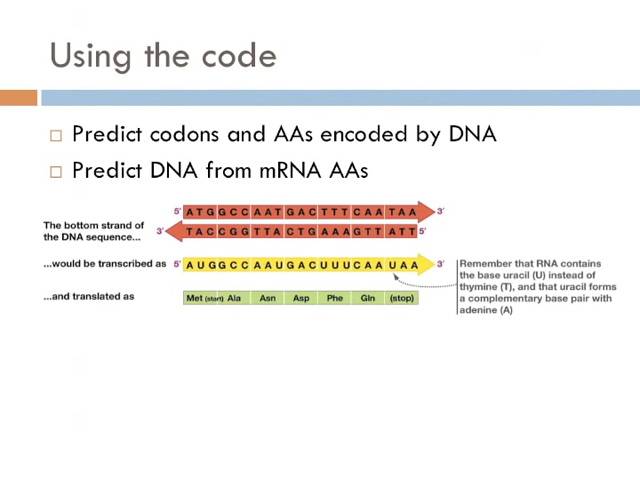 Using the code
Predict codons and AAs encoded by DNA
Predict DNA from mRNA AAs
5′ A T G G C C A A T G A C T T T C A A T A A 3′
The bottom strand of
the DNA sequence...
3′ T A C C G G T T A C T G A A A G T T A T T 5′
...would be transcribed as 5′ A U G G C C A A U G A C U U U C A A U A A 3′
Remember that RNA contains
the base uracil (U) instead of
thymine (T), and that uracil forms
a complementary base pair with
adenine (A)
...and translated as Met (start) Ala Asn Asp Phe Gln (stop)